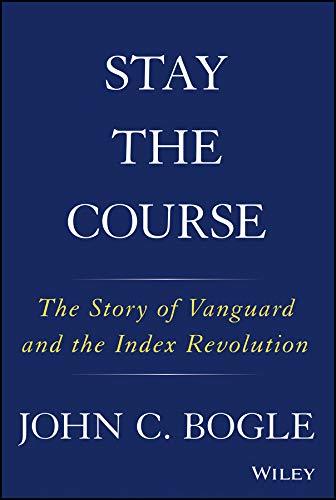 STAY
THE
COURSE
The Story of Vanguard
and the Index Revolution
JOHN C. BOGLE
WILEY